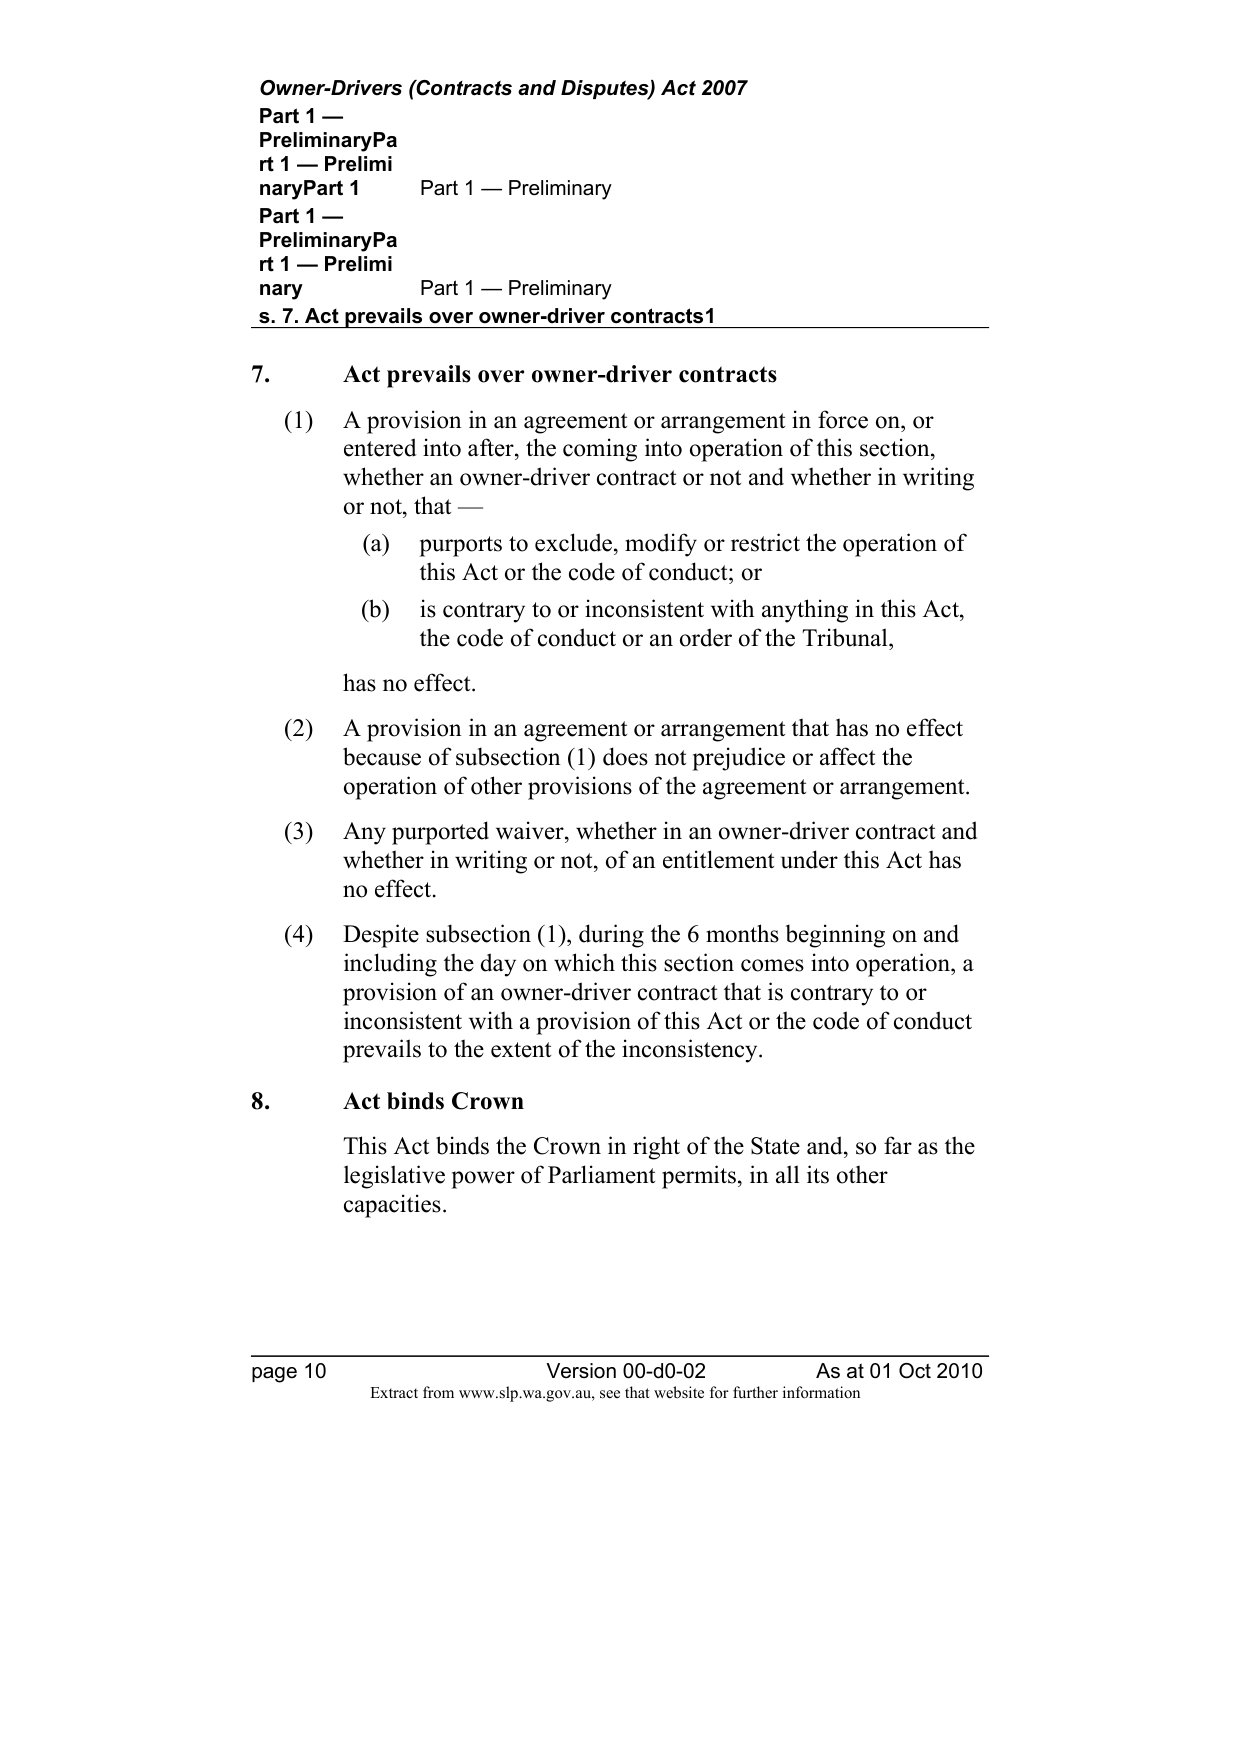 Owner-Drivers (Contracts and Disputes) Act 2007
Part 1 —
PreliminaryPa
rt 1 — Prelimi
naryPart 1 Part 1 — Preliminary
Part 1 —
PreliminaryPa
rt 1 — Prelimi
nary Part 1 — Preliminary
s. 7. Act prevails over owner-driver contracts1
7. Act prevails over owner-driver contracts
(1) A provision in an agreement or arrangement in force on, or
entered into after, the coming into operation of this section,
whether an owner-driver contract or not and whether in writing
or not, that —
(a) purports to exclude, modify or restrict the operation of
this Act or the code of conduct; or
(b) is contrary to or inconsistent with anything in this Act,
the code of conduct or an order of the Tribunal,
has no effect.
(2) A provision in an agreement or arrangement that has no effect
because of subsection (1) does not prejudice or affect the
operation of other provisions of the agreement or arrangement.
(3) Any purported waiver, whether in an owner-driver contract and
whether in writing or not, of an entitlement under this Act has
no effect.
(4) Despite subsection (1), during the 6 months beginning on and
including the day on which this section comes into operation, a
provision of an owner-driver contract that is contrary to or
inconsistent with a provision of this Act or the code of conduct
prevails to the extent of the inconsistency.
8. Act binds Crown
This Act binds the Crown in right of the State and, so far as the
legislative power of Parliament permits, in all its other
capacities.
page 10 Version 00-d0-02 As at 01 Oct 2010
Extract from www.slp.wa.gov.au, see that website for further information